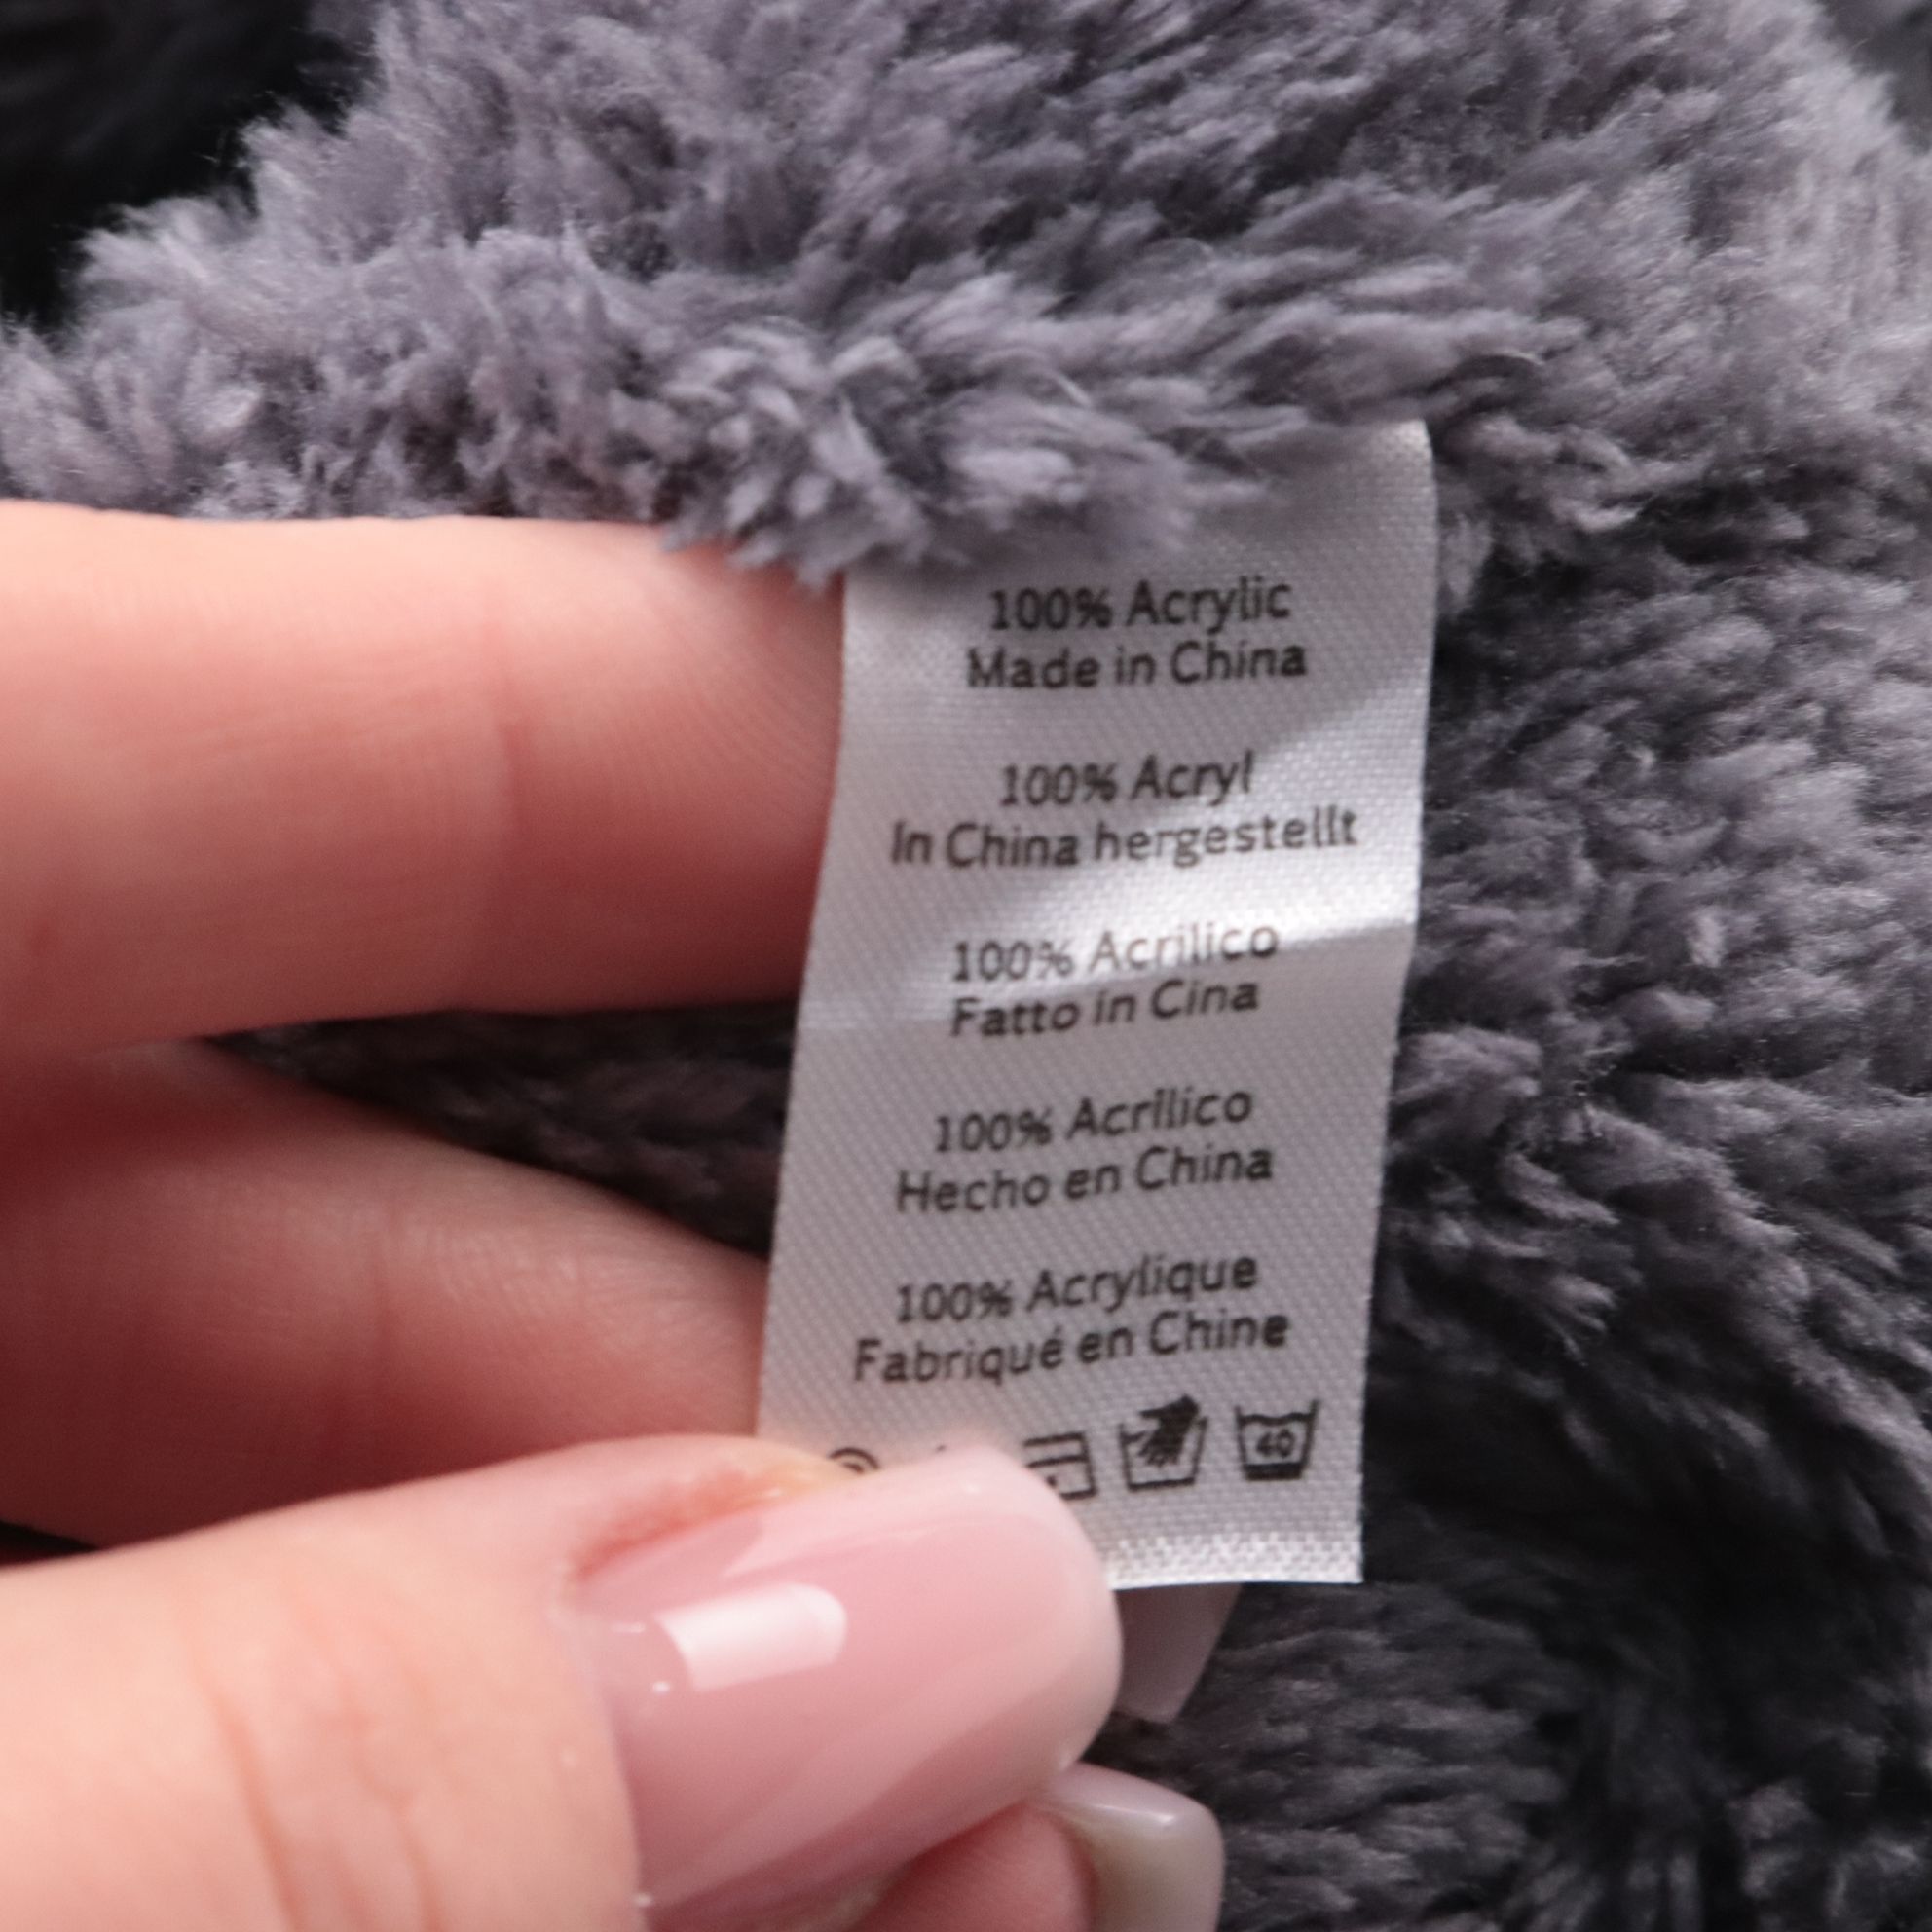 100% Acrylic
Made in China
100% Acryl
In China hergestellt
100% Acrilico
Fatto in Cina
100% Acrílico
Hecho en China
100% Acrylique
Fabriqué en Chine
40